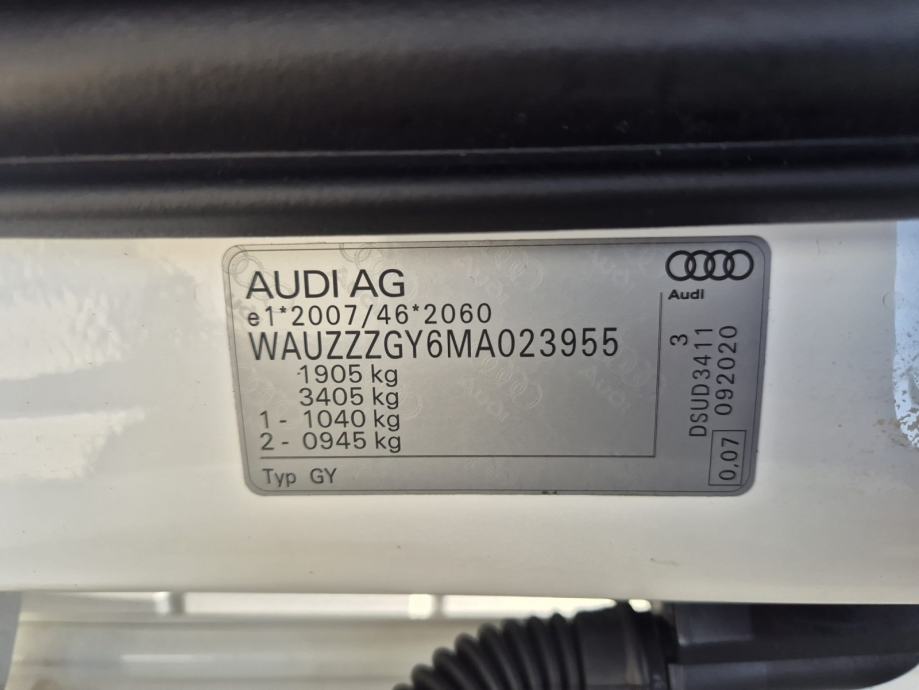 AUDI AG
e1*2007/46*2060
WAUZZZGY6MA023955
1905 kg
3405 kg
1 - 1040 kg
2 - 0945 kg
Typ GY
Audi
3
DSUD3411
092020
0,07